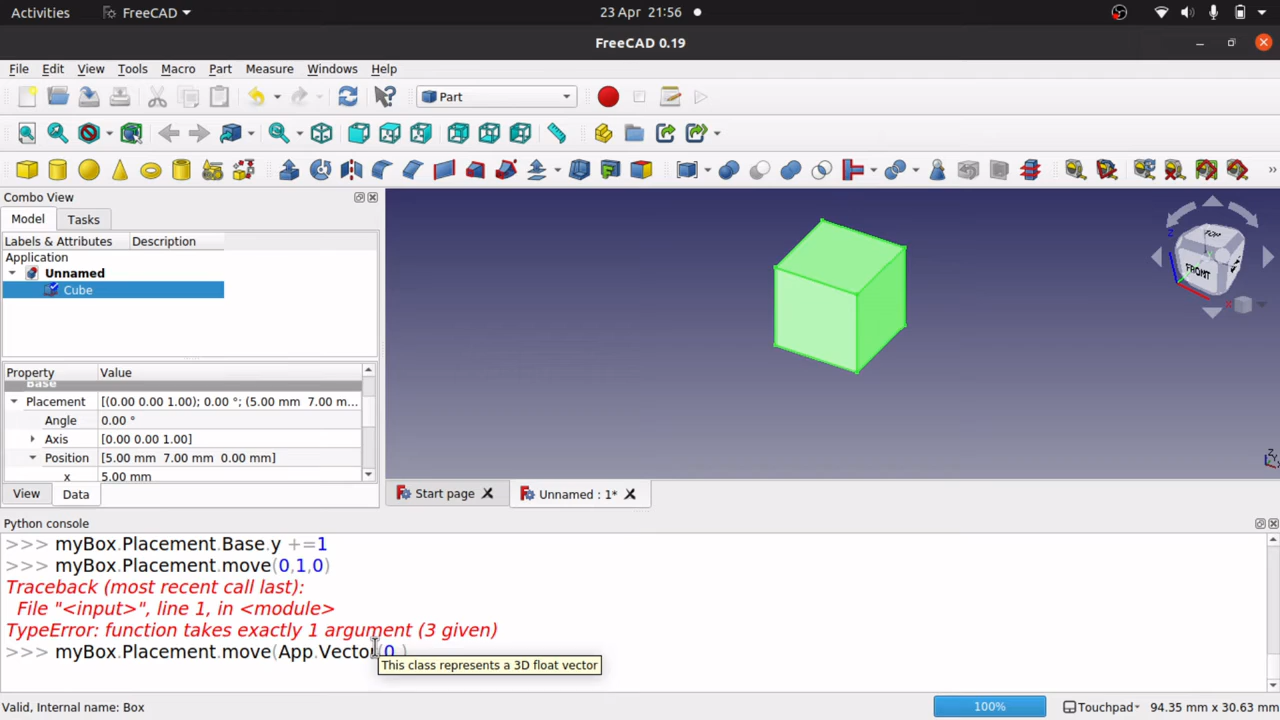 Activities FreeCAD 23 Apr 21:56
FreeCAD 0.19
File Edit View Tools Macro Part Measure Windows Help
Part
Combo View
Model Tasks
Labels & Attributes Description
Application
Unnamed
Cube
Property Value
Base
Placement [(0.00 0.00 1.00); 0.00 °; (5.00 mm 7.00 m...
Angle 0.00 °
Axis [0.00 0.00 1.00]
Position [5.00 mm 7.00 mm 0.00 mm]
x 5.00 mm
View Data
TOP
FRONT
Z
Start page Unnamed : 1*
Python console
>>> myBox.Placement.Base.y +=1
>>> myBox.Placement.move(0,1,0)
Traceback (most recent call last):
File "<input>", line 1, in <module>
TypeError: function takes exactly 1 argument (3 given)
>>> myBox.Placement.move(App.Vector(0,)
This class represents a 3D float vector
Valid, Internal name: Box 100% Touchpad 94.35 mm x 30.63 mm